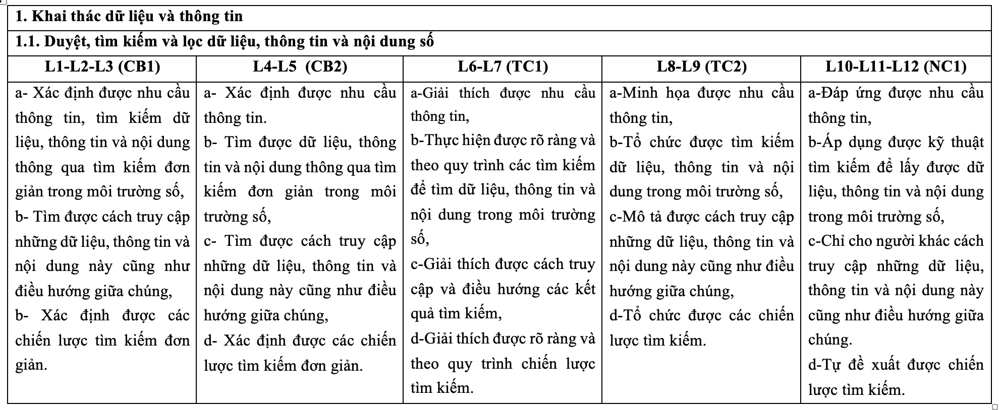 1. Khai thác dữ liệu và thông tin
1.1. Duyệt, tìm kiếm và lọc dữ liệu, thông tin và nội dung số
L1-L2-L3 (CB1)
L4-L5 (CB2)
L6-L7 (TC1)
L8-L9 (TC2)
L10-L11-L12 (NC1)
a- Xác định được nhu cầu
thông tin, tìm kiếm dữ
liệu, thông tin và nội dung
thông qua tìm kiếm đơn
giản trong môi trường số,
b- Tìm được cách truy cập
những dữ liệu, thông tin và
nội dung này cũng như
điều hướng giữa chúng,
b- Xác định được các
chiến lược tìm kiếm đơn
giản.
a- Xác định được nhu cầu
thông tin.
b- Tìm được dữ liệu, thông
tin và nội dung thông qua tìm
kiếm đơn giản trong môi
trường số,
c- Tìm được cách truy cập
những dữ liệu, thông tin và
nội dung này cũng như điều
hướng giữa chúng,
d- Xác định được các chiến
lược tìm kiếm đơn giản.
a-Giải thích được nhu cầu
thông tin,
b-Thực hiện được rõ ràng và
theo quy trình các tìm kiếm
để tìm dữ liệu, thông tin và
nội dung trong môi trường
số,
c-Giải thích được cách truy
cập và điều hướng các kết
quả tìm kiếm,
d-Giải thích được rõ ràng và
theo quy trình chiến lược
tìm kiếm.
a-Minh họa được nhu cầu
thông tin,
b-Tổ chức được tìm kiếm
dữ liệu, thông tin và nội
dung trong môi trường số,
c-Mô tả được cách truy cập
những dữ liệu, thông tin và
nội dung này cũng như điều
hướng giữa chúng,
d-Tổ chức được các chiến
lược tìm kiếm.
a-Đáp ứng được nhu cầu
thông tin,
b-Áp dụng được kỹ thuật
tìm kiếm để lấy được dữ
liệu, thông tin và nội dung
trong môi trường số,
c-Chỉ cho người khác cách
truy cập những dữ liệu,
thông tin và nội dung này
cũng như điều hướng giữa
chúng.
d-Tự đề xuất được chiến
lược tìm kiếm.